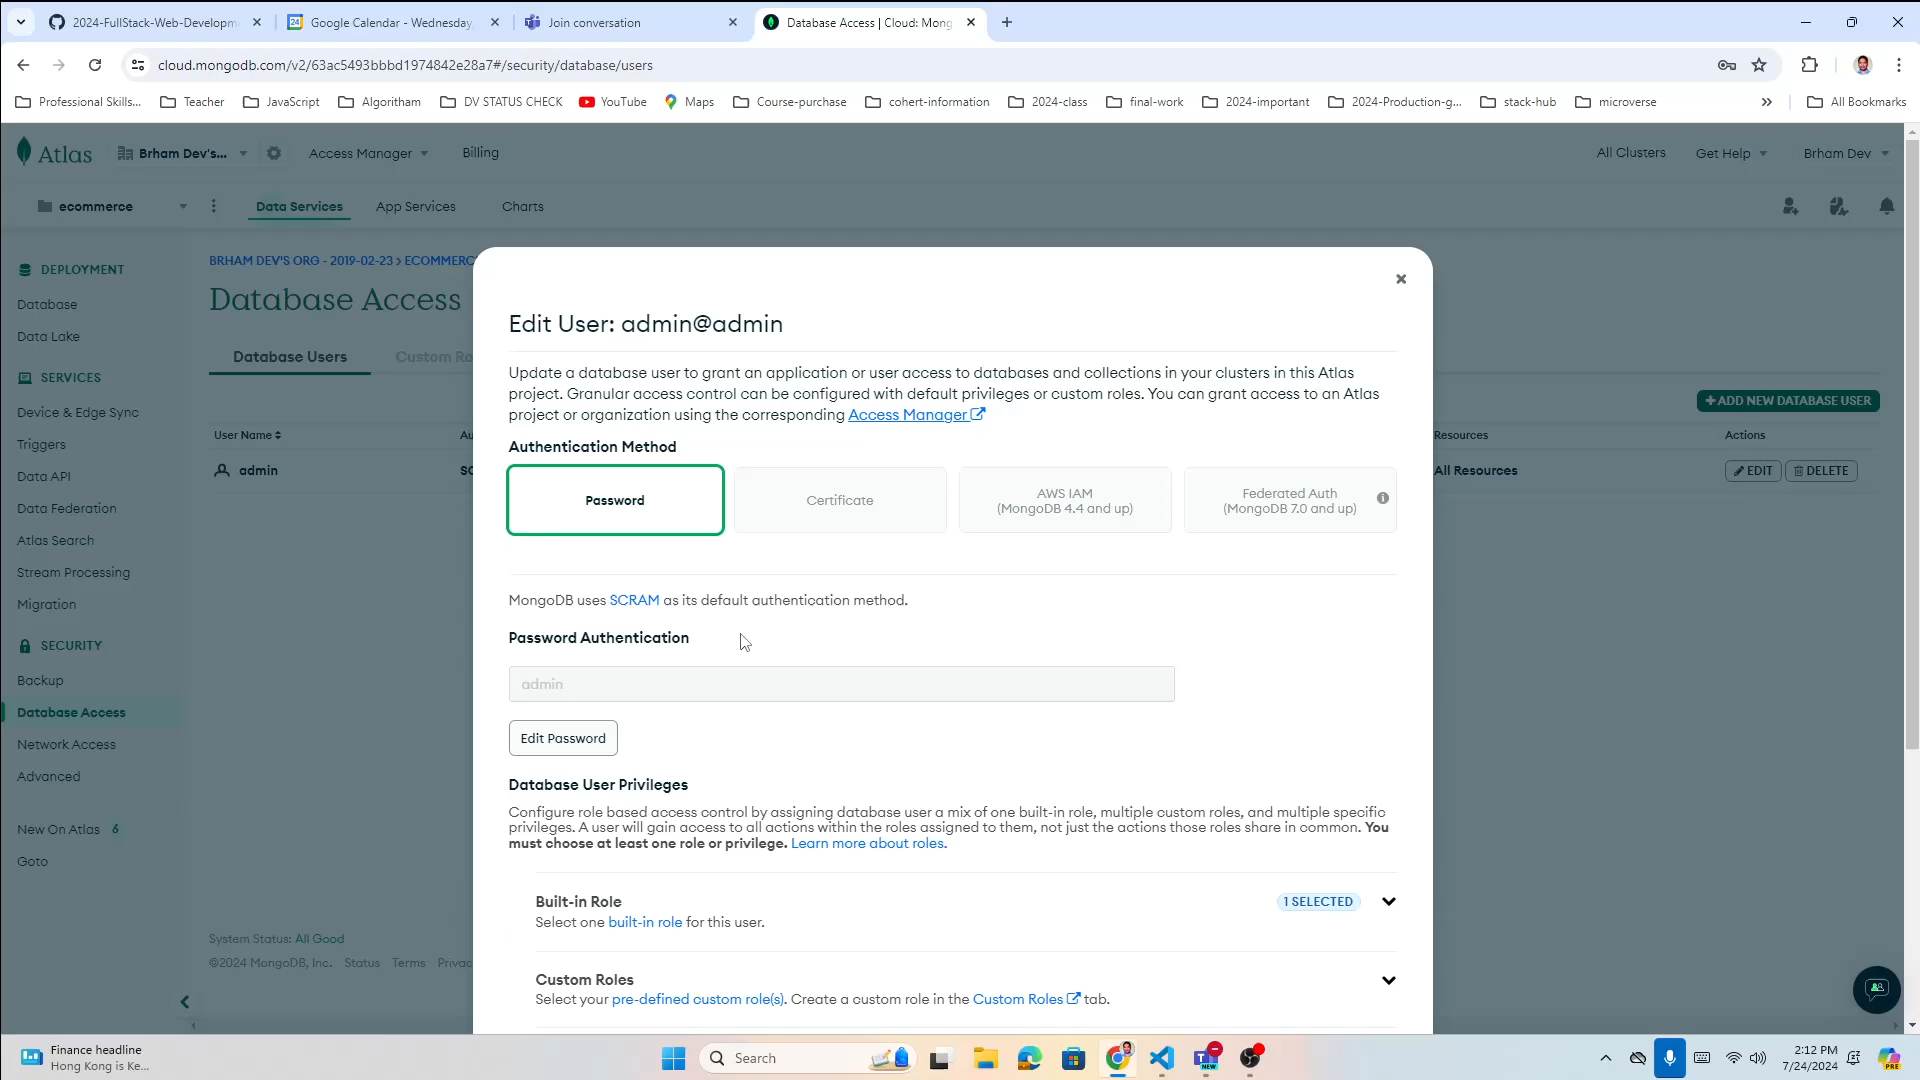 2024-FullStack-Web-Developm
Google Calendar - Wednesday,
Join conversation
Database Access | Cloud: Mong
cloud.mongodb.com/v2/63ac5493bbbd1974842e28a7#/security/database/users
Professional Skills...
Teacher
JavaScript
Algoritham
DV STATUS CHECK
YouTube
Maps
Course-purchase
cohert-information
2024-class
final-work
2024-important
2024-Production-g...
stack-hub
microverse
»
All Bookmarks
Atlas
Brham Dev's...
Access Manager
Billing
All Clusters
Get Help
Brham Dev
ecommerce
Data Services
App Services
Charts
DEPLOYMENT
Database
Data Lake
SERVICES
Device & Edge Sync
Triggers
Data API
Data Federation
Atlas Search
Stream Processing
Migration
SECURITY
Backup
Database Access
Network Access
Advanced
New On Atlas 6
Goto
BRHAM DEV'S ORG - 2019-02-23 > ECOMMERC
Database Access
Database Users
Custom Ro
+ ADD NEW DATABASE USER
User Name
Au
Resources
Actions
admin
SC
All Resources
EDIT
DELETE
System Status: All Good
©2024 MongoDB, Inc. Status Terms Privac
Edit User: admin@admin
Update a database user to grant an application or user access to databases and collections in your clusters in this Atlas
project. Granular access control can be configured with default privileges or custom roles. You can grant access to an Atlas
project or organization using the corresponding Access Manager
Authentication Method
Password
Certificate
AWS IAM
(MongoDB 4.4 and up)
Federated Auth
(MongoDB 7.0 and up)
MongoDB uses SCRAM as its default authentication method.
Password Authentication
admin
Edit Password
Database User Privileges
Configure role based access control by assigning database user a mix of one built-in role, multiple custom roles, and multiple specific
privileges. A user will gain access to all actions within the roles assigned to them, not just the actions those roles share in common. You
must choose at least one role or privilege. Learn more about roles.
Built-in Role
1 SELECTED
Select one built-in role for this user.
Custom Roles
Select your pre-defined custom role(s). Create a custom role in the Custom Roles tab.
Finance headline
Hong Kong is Ke...
Search
NEW
2:12 PM
7/24/2024
PRE